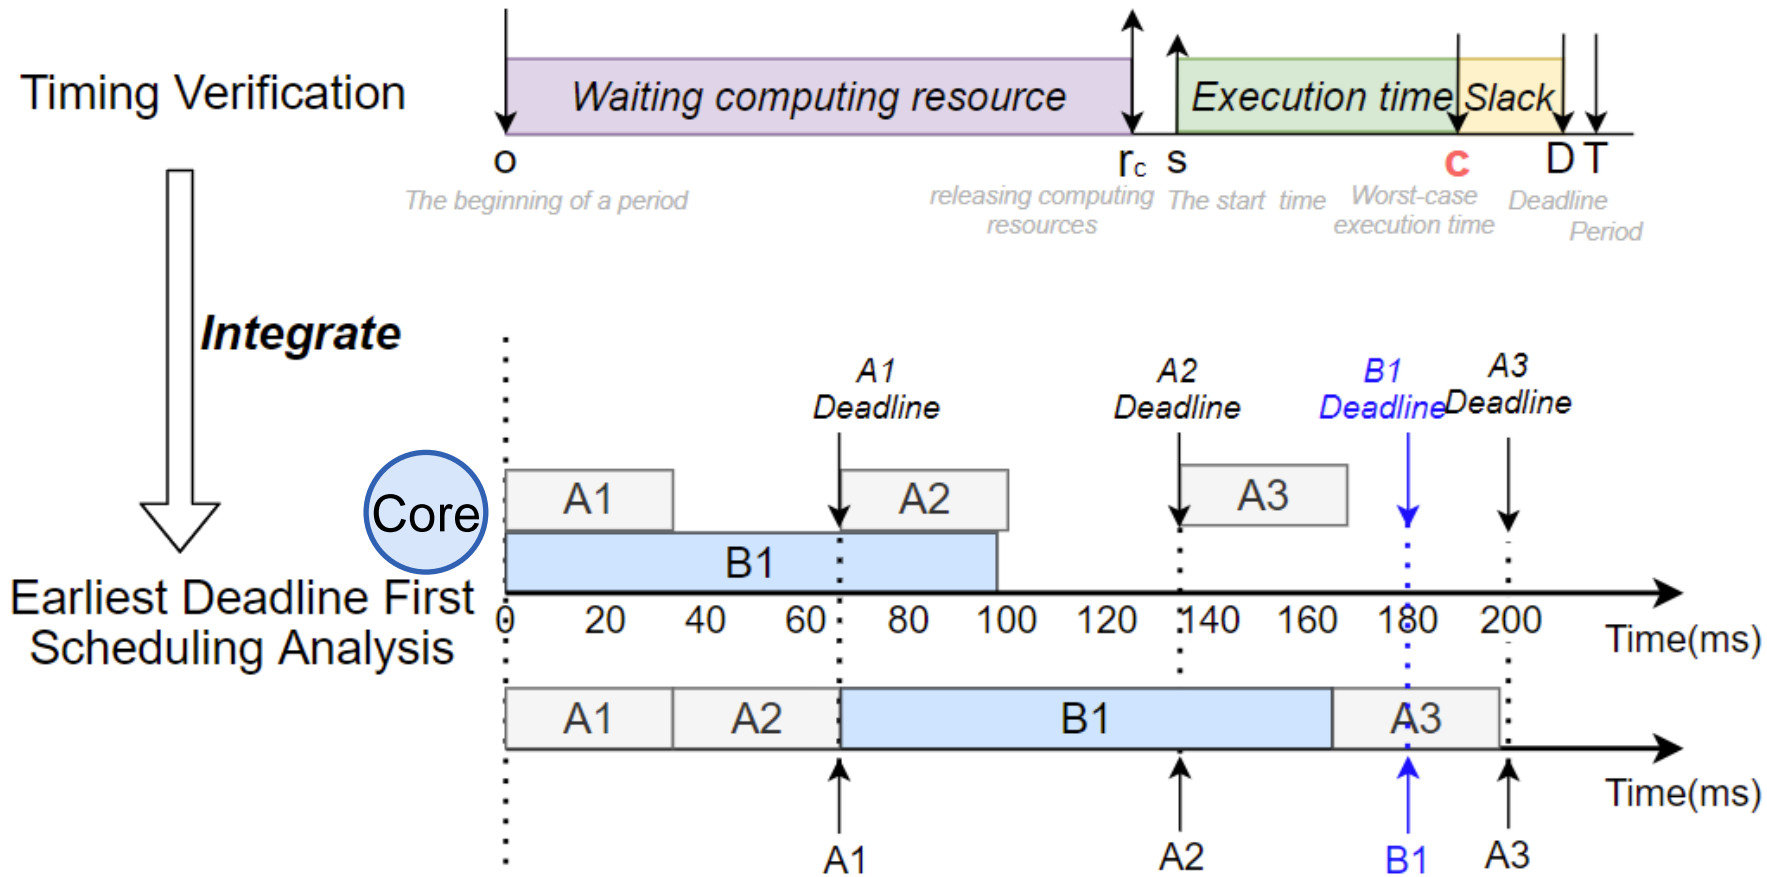 Timing Verification
Waiting computing resource
Execution time
Slack
o
rc
s
c
D
T
The beginning of a period
releasing computing
resources
The start time
Worst-case
execution time
Deadline
Period
Integrate
A1
Deadline
A2
Deadline
B1
Deadline
A3
Deadline
Core
A1
A2
A3
B1
Earliest Deadline First
Scheduling Analysis
0 20 40 60 80 100 120 140 160 180 200
Time(ms)
A1
A2
B1
A3
Time(ms)
A1
A2
B1
A3